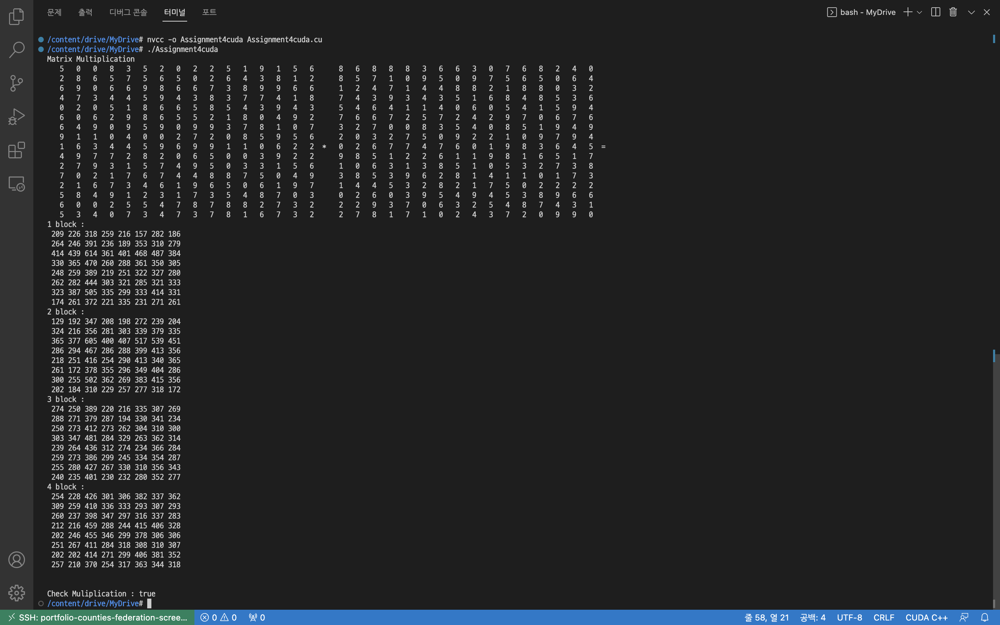 문제 출력 디버그 콘솔 터미널 포트 bash - MyDrive
/content/drive/MyDrive# nvcc -o Assignment4cuda Assignment4cuda.cu
/content/drive/MyDrive# ./Assignment4cuda
Matrix Multiplication
5 0 0 8 3 5 2 0 2 2 5 1 9 1 5 6 8 6 8 8 8 3 6 6 3 0 7 6 8 2 4 0
2 8 6 5 7 5 6 5 0 2 6 4 3 8 1 2 8 5 7 1 0 9 5 0 9 7 5 6 5 0 6 4
6 9 0 6 6 9 8 6 6 7 3 8 9 9 6 6 1 2 4 7 1 4 4 8 8 2 1 8 8 0 3 2
4 7 3 4 4 5 9 4 3 8 3 7 7 4 1 8 7 4 3 9 3 4 3 5 1 6 8 4 8 5 3 6
0 2 0 5 1 8 6 6 5 8 5 4 3 9 4 3 5 4 6 4 1 1 4 0 6 0 5 4 1 5 9 4
6 0 6 2 9 8 6 5 5 2 1 8 0 4 9 2 7 6 6 7 2 5 7 2 4 2 9 7 0 6 7 6
6 4 9 0 9 5 9 0 9 9 3 7 8 1 0 7 3 2 7 0 0 8 3 5 4 0 8 5 1 9 4 9
9 1 1 0 4 0 0 2 7 2 0 8 5 9 5 6 2 0 3 2 7 5 0 9 2 2 1 0 9 7 9 4
1 6 3 4 4 5 9 6 9 9 1 1 0 6 2 2 * 0 2 6 7 7 4 7 6 0 1 9 8 3 6 4 5 =
4 9 7 7 2 8 2 0 6 5 0 0 3 9 2 2 9 8 5 1 2 2 6 1 1 9 8 1 6 5 1 7
2 7 9 3 1 5 7 4 9 5 0 3 3 1 5 6 1 0 6 3 1 3 8 5 1 0 5 3 2 7 3 8
7 0 2 1 7 6 7 4 4 8 8 7 5 0 4 9 3 8 5 3 9 6 2 8 1 4 1 1 0 1 7 3
2 1 6 7 3 4 6 1 9 6 5 0 6 1 9 7 1 4 4 5 3 2 8 2 1 7 5 0 2 2 2 2
5 8 4 9 1 2 3 1 7 3 5 4 8 7 0 3 0 2 6 0 3 9 5 4 9 4 5 3 8 9 6 6
6 0 0 2 5 5 4 7 8 7 8 8 2 7 3 2 2 2 9 3 7 0 6 3 2 5 4 8 7 4 3 1
5 3 4 0 7 3 4 7 3 7 8 1 6 7 3 2 2 7 8 1 7 1 0 2 4 3 7 2 0 9 9 0
1 block :
209 226 318 259 216 157 282 186
264 246 391 236 189 353 310 279
414 439 614 361 401 468 487 384
330 365 470 260 288 361 350 305
248 259 389 219 251 322 327 280
262 282 444 303 321 285 321 333
323 387 505 335 299 333 414 331
174 261 372 221 335 231 271 261
2 block :
129 192 347 208 198 272 239 204
324 216 356 281 303 339 379 335
365 377 605 400 407 517 539 451
286 294 467 286 288 399 413 356
218 251 416 254 290 413 340 365
261 172 378 355 296 349 404 286
300 255 502 362 269 383 415 356
202 184 310 229 257 277 318 172
3 block :
274 250 389 220 216 335 307 269
288 271 379 287 194 330 341 234
250 273 412 273 262 304 310 300
303 347 481 284 329 263 362 314
239 264 436 312 274 234 366 284
259 273 386 299 245 334 354 287
255 280 427 267 330 310 356 343
240 235 401 230 232 280 352 277
4 block :
254 228 426 301 306 382 337 362
309 259 410 336 333 293 307 293
260 237 398 347 297 316 337 283
212 216 459 288 244 415 406 328
202 246 455 346 299 378 306 306
251 267 411 284 318 308 310 307
202 202 414 271 299 406 381 352
257 210 370 254 317 363 344 318
Check Muliplication : true
/content/drive/MyDrive#
SSH: portfolio-counties-federation-scree... 0 0 0 줄 58, 열 21 공백: 4 UTF-8 CRLF CUDA C++